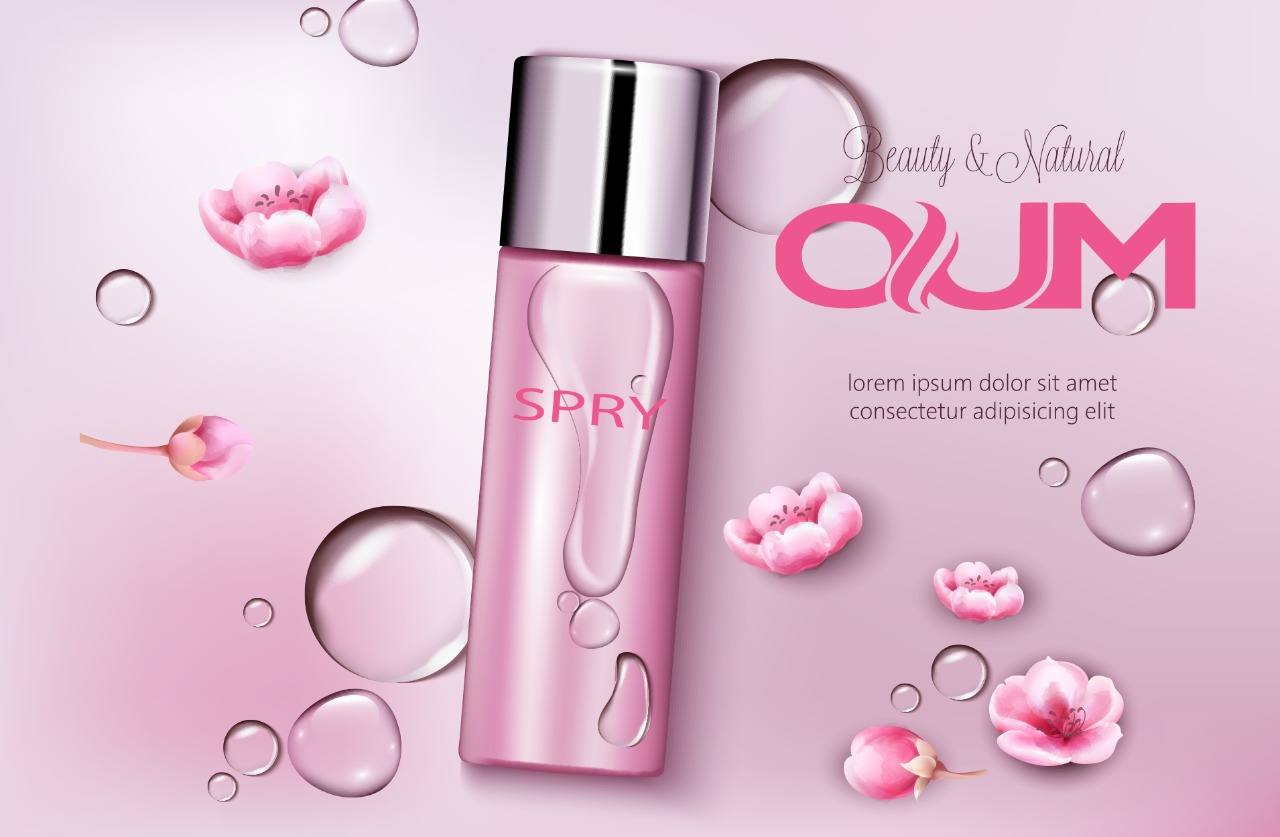 Beauty & Natural
OUM
SPRY
lorem ipsum dolor sit amet
consectetur adipisicing elit